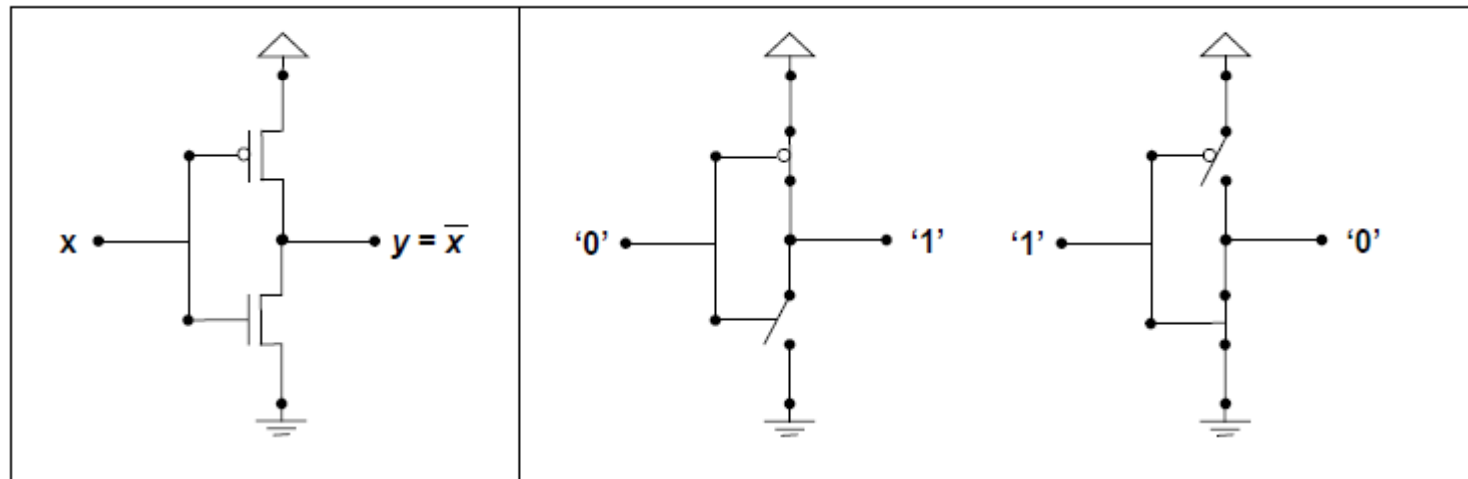 x
y = x̅
‘0’
‘1’
‘1’
‘0’